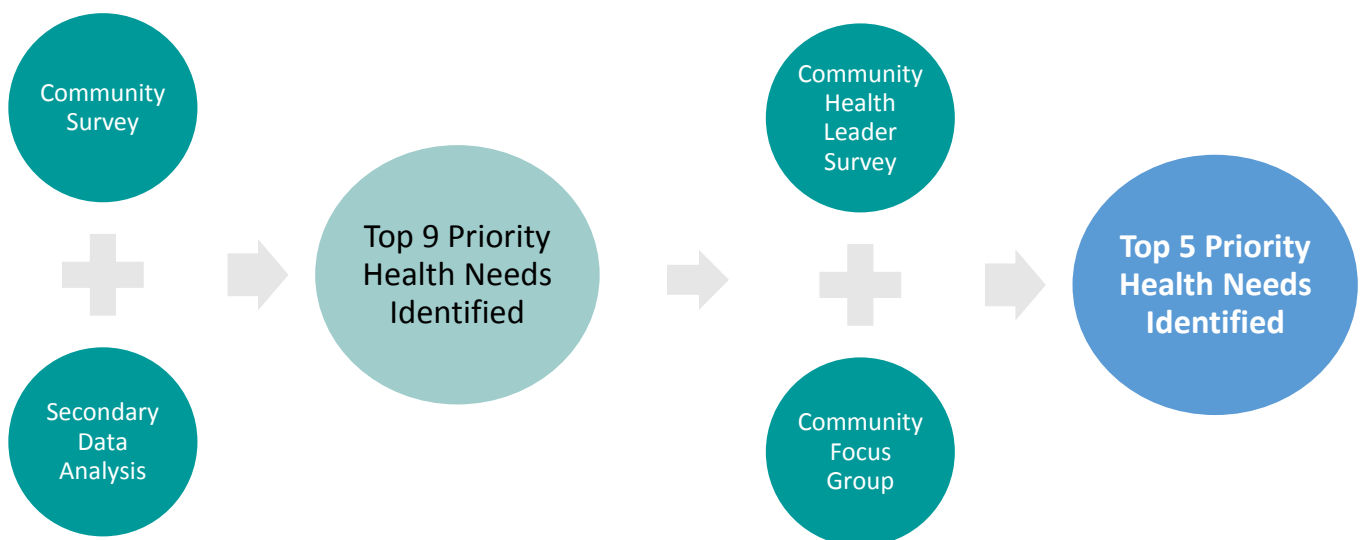 Community
Survey
Secondary
Data
Analysis
Top 9 Priority
Health Needs
Identified
Community
Health
Leader
Survey
Community
Focus
Group
Top 5 Priority
Health Needs
Identified